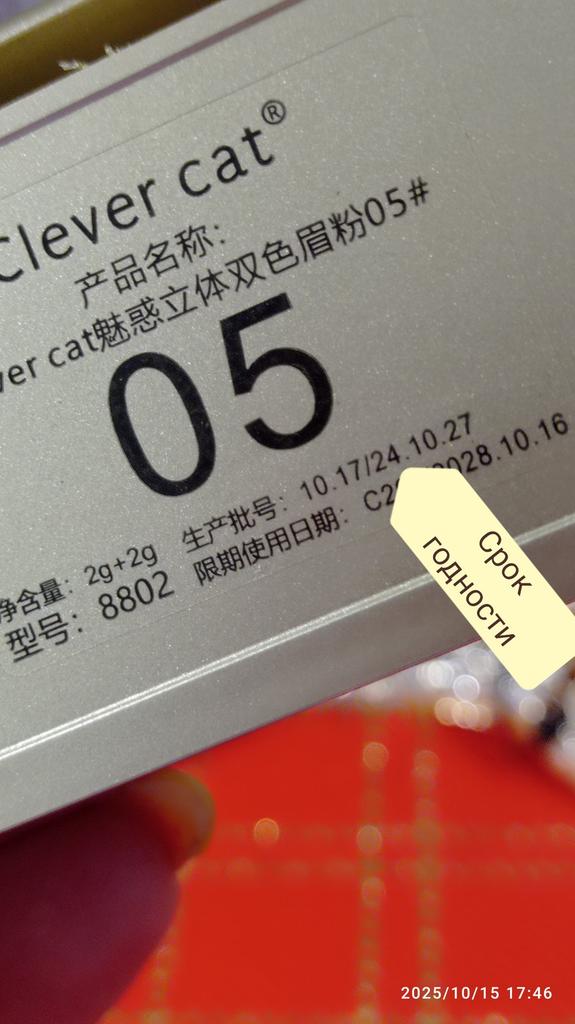 Clever cat®
产品名称:
ver cat魅惑立体双色眉粉05#
05
净含量: 2g+2g 生产批号: 10.17/24.10.27
型号: 8802 限期使用日期: 028.10.16
Срок
годности
2025/10/15 17:46